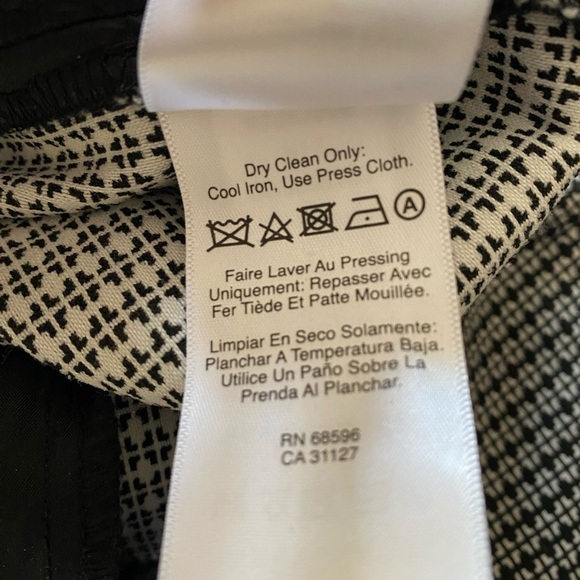 Dry Clean Only:
Cool Iron, Use Press Cloth.
A
Faire Laver Au Pressing
Uniquement: Repasser Avec
Fer Tiède Et Patte Mouillée.
Limpiar En Seco Solamente:
Planchar A Temperatura Baja.
Utilice Un Paño Sobre La
Prenda Al Planchar.
RN 68596
CA 31127